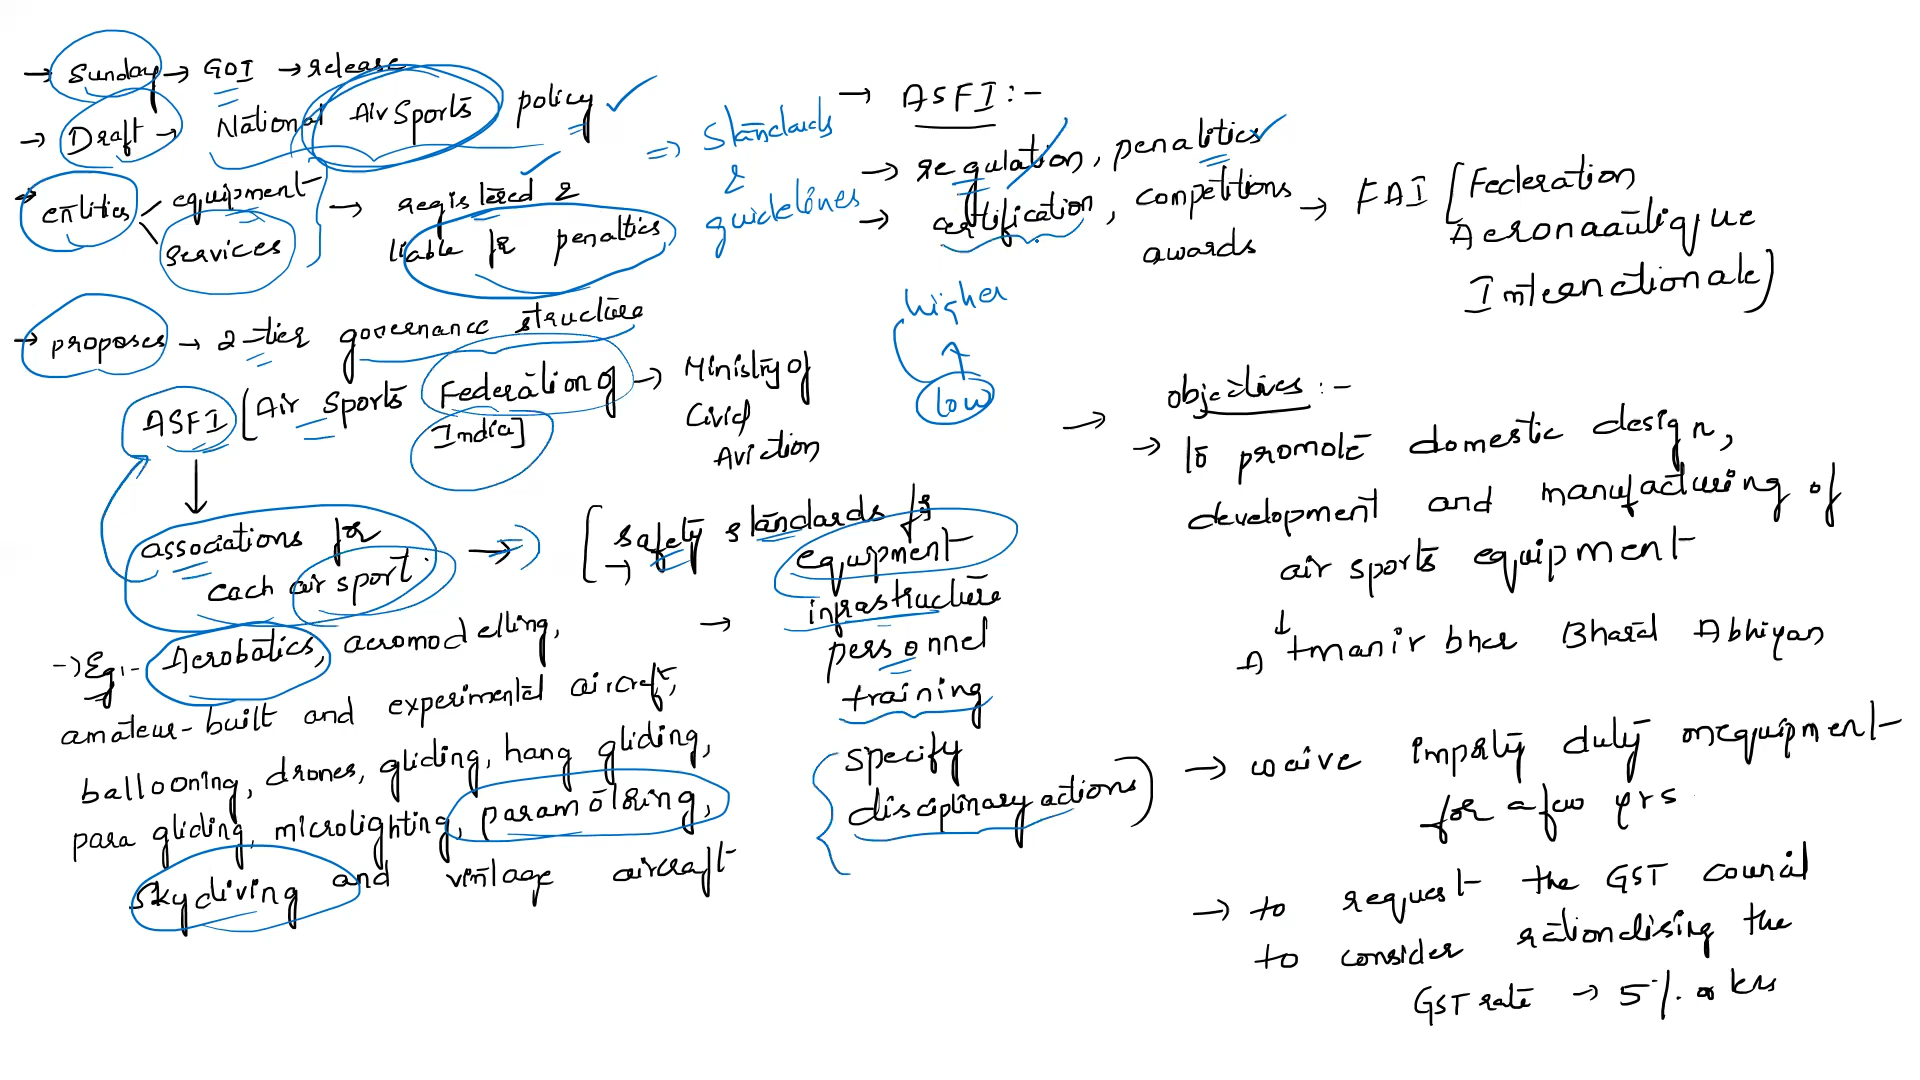 → Sunday → GOI → release
→ Draft → National Air Sports policy
→ entities equipment services → registered & liable for penalties
→ proposes → 2-tier governance structure
ASFI [Air Sports Federation of India] → Ministry of Civil Aviation
↓
associations for each air sport. →
→ Eg:- Aerobatics, aeromodelling,
amateur-built and experimental aircraft,
ballooning, drones, gliding, hang gliding,
para gliding, microlighting, paramotoring,
skydiving and vintage aircraft
[safety standards for
→ equipment
→ infrastructure
personnel
training
specify
disciplinary actions)
⇒ Standards
&
guidelines
→ ASFI :-
→ regulation, penalities
→ certification, competitions
awards
→ FAI [Federation
Aeronautique
Internationale]
higher
↑
low
→ objectives :-
→ to promote domestic design,
development and manufacturing of
air sports equipment
↓
Atmanirbher Bharat Abhiyan
→ waive importy duty on equipment
for a few yrs
→ to request the GST council
to consider rationalising the
GST rate → 5%. or less